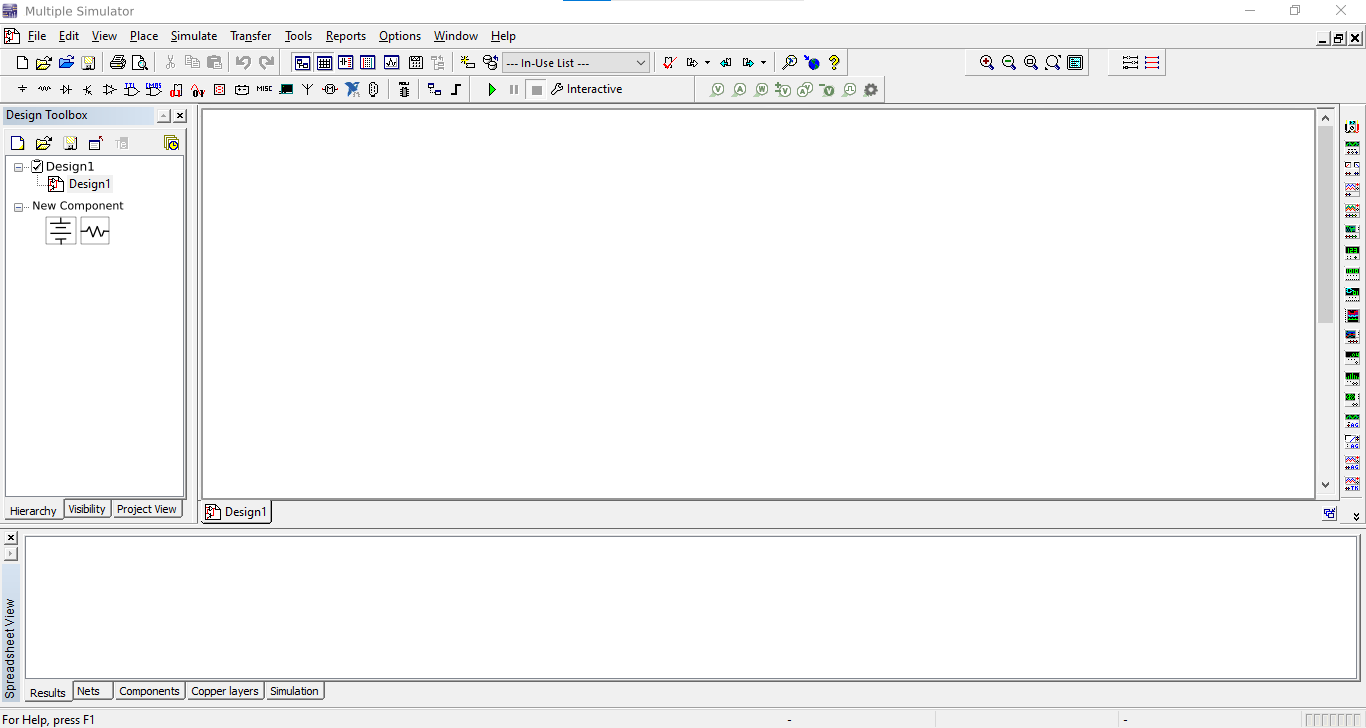 Multiple Simulator
File Edit View Place Simulate Transfer Tools Reports Options Window Help
--- In-Use List ---
MISC
Interactive
Design Toolbox
Design1
Design1
New Component
Hierarchy Visibility Project View
Design1
Spreadsheet View
Results Nets Components Copper layers Simulation
For Help, press F1 - -